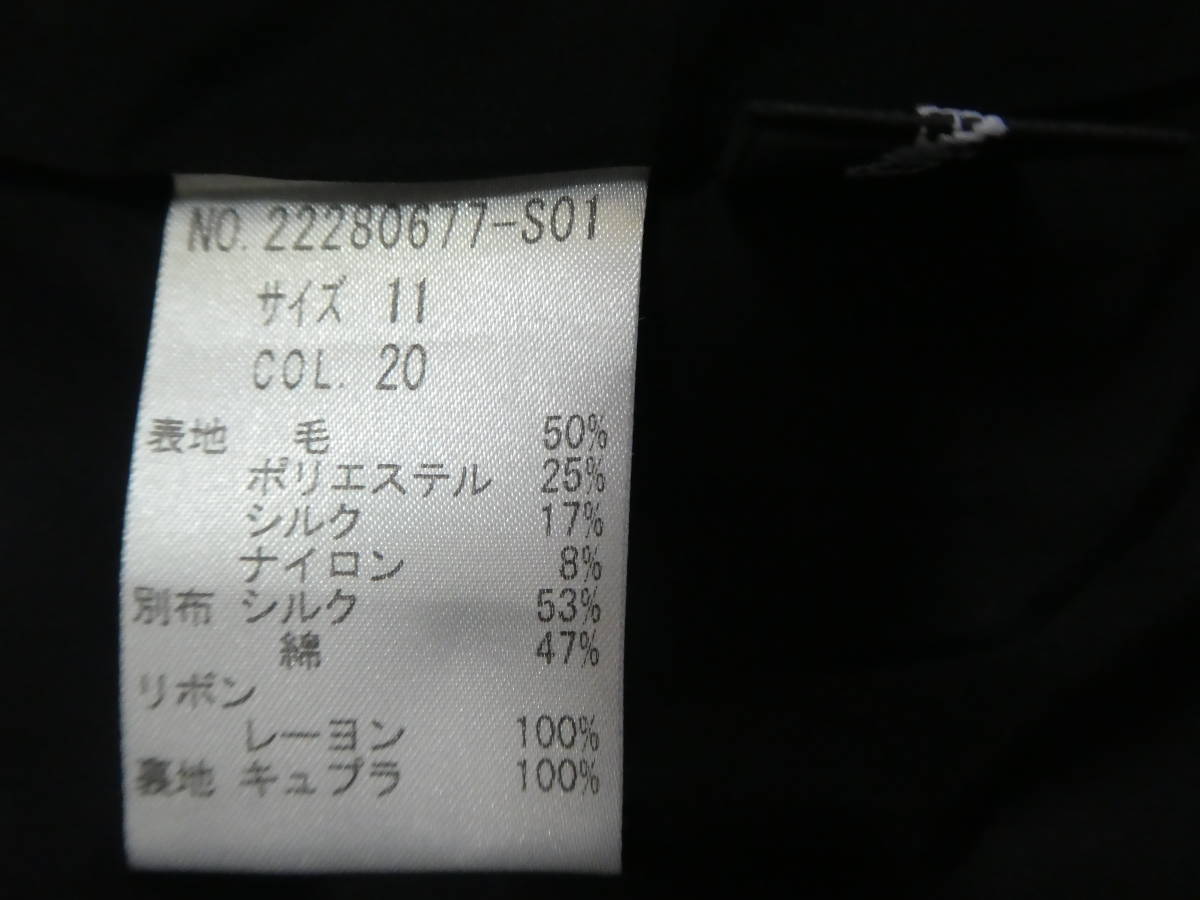 NO. 22280677-S01
サイズ 11
COL. 20
表地 毛 50%
ポリエステル 25%
シルク 17%
ナイロン 8%
別布 シルク 53%
綿 47%
リボン
レーヨン 100%
裏地 キュプラ 100%